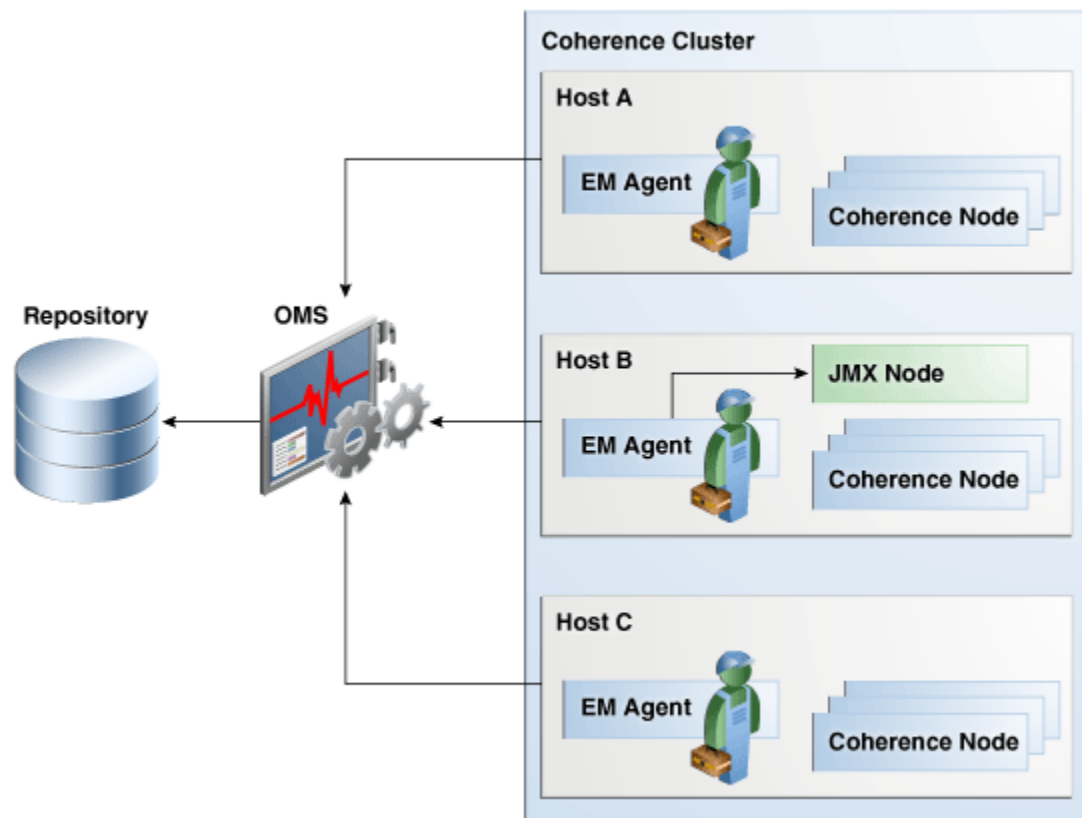 Coherence Cluster
Host A
EM Agent
Coherence Node
Repository
OMS
Host B
JMX Node
EM Agent
Coherence Node
Host C
EM Agent
Coherence Node